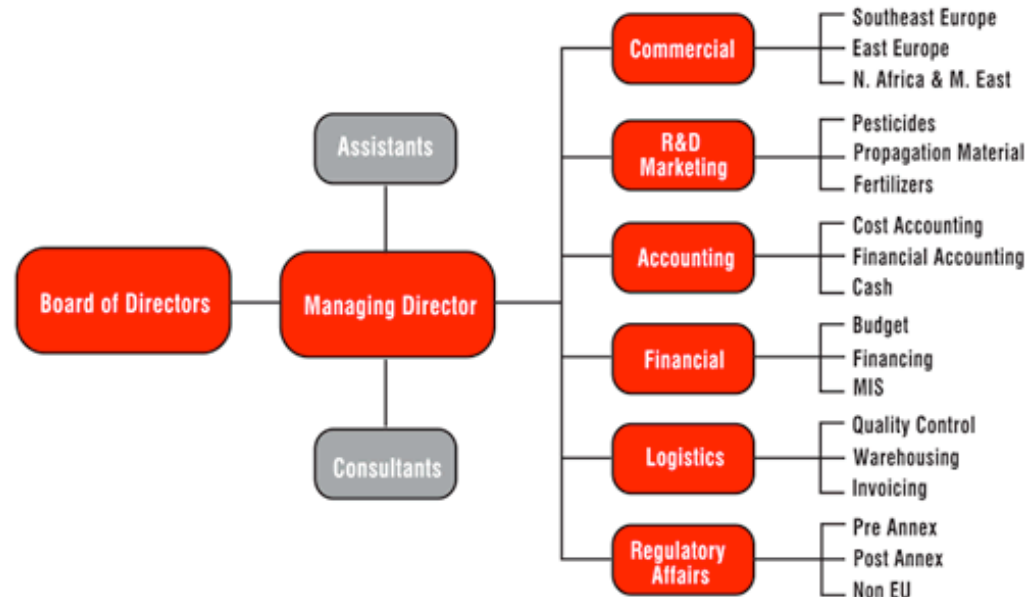 Board of Directors
Assistants
Managing Director
Consultants
Commercial
Southeast Europe
East Europe
N. Africa & M. East
R&D
Marketing
Pesticides
Propagation Material
Fertilizers
Accounting
Cost Accounting
Financial Accounting
Cash
Financial
Budget
Financing
MIS
Logistics
Quality Control
Warehousing
Invoicing
Regulatory
Affairs
Pre Annex
Post Annex
Non EU